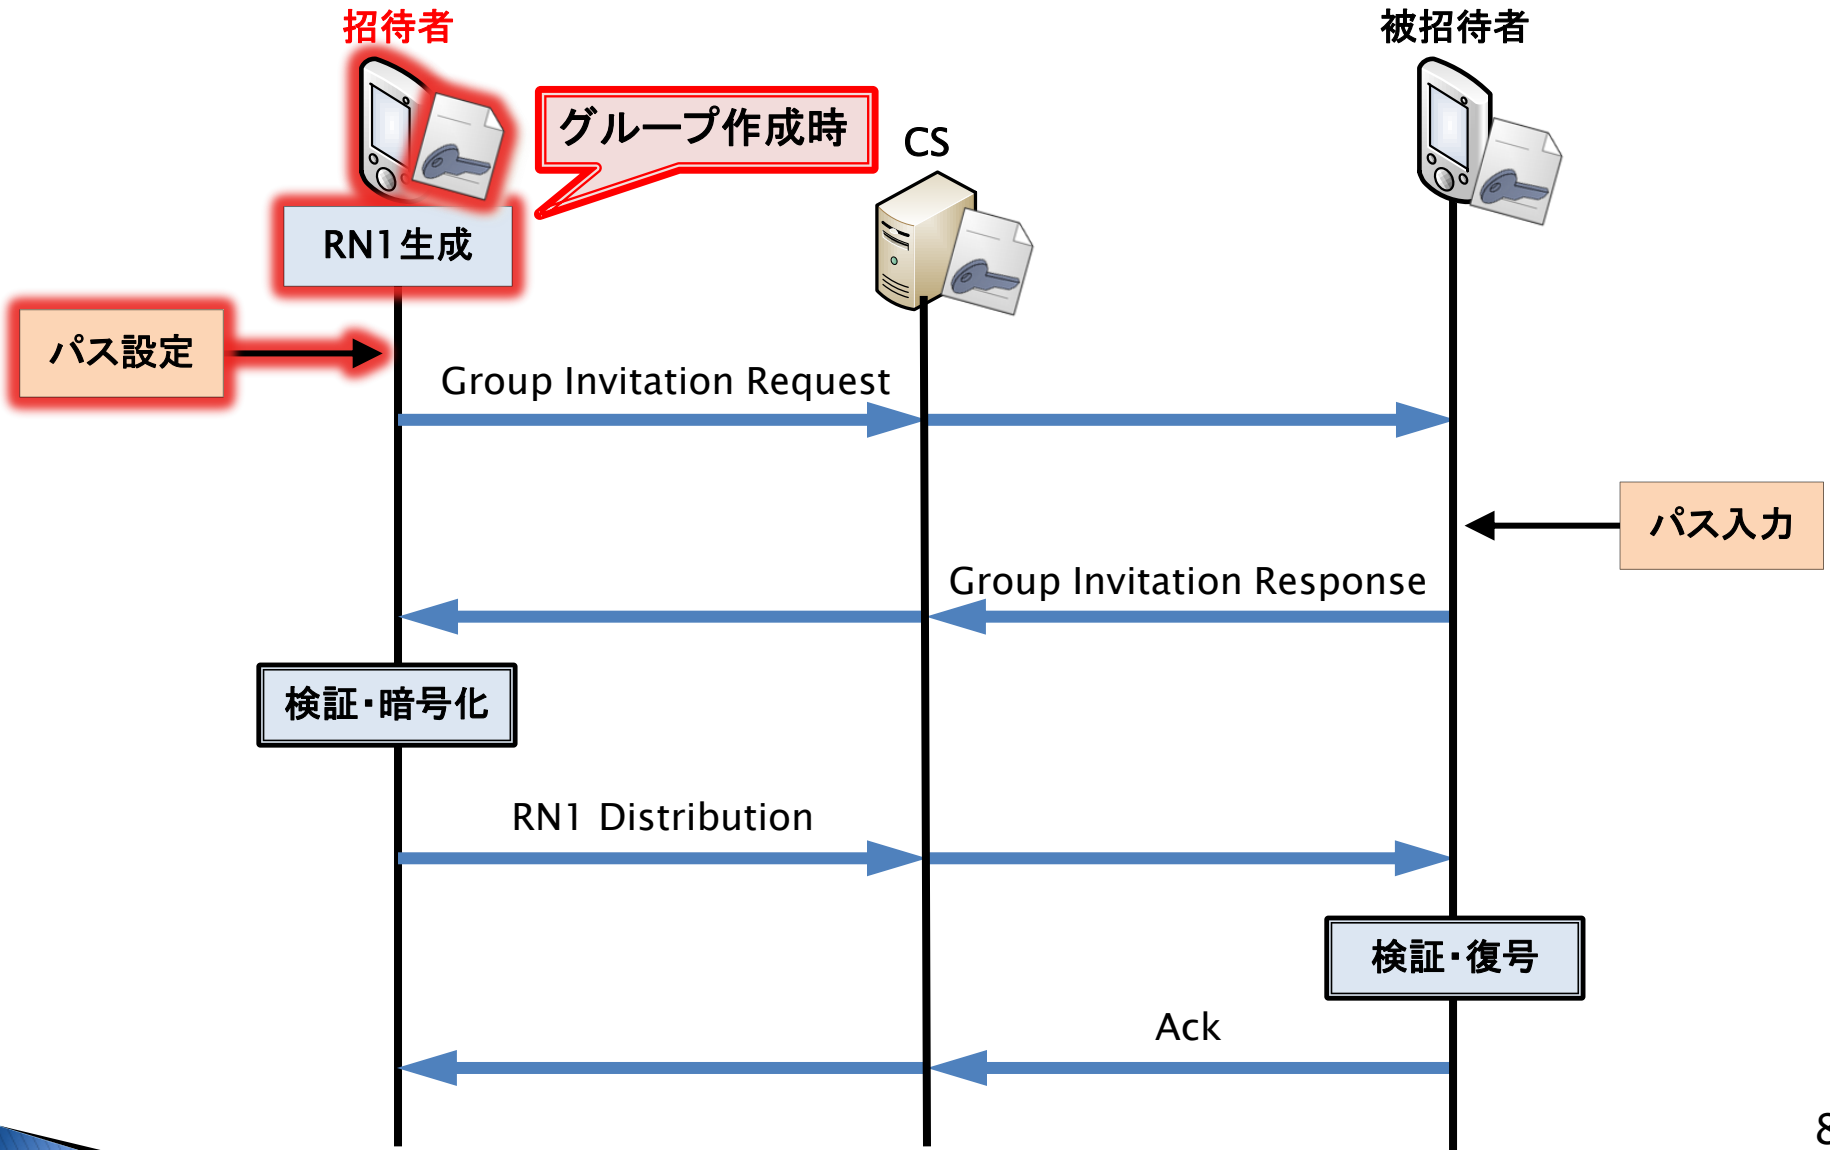 招待者
被招待者
グループ作成時
CS
RN1生成
パス設定
Group Invitation Request
パス入力
Group Invitation Response
検証・暗号化
RN1 Distribution
検証・復号
Ack
8